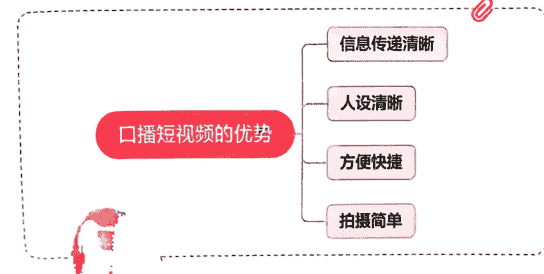 口播短视频的优势
信息传递清晰
人设清晰
方便快捷
拍摄简单